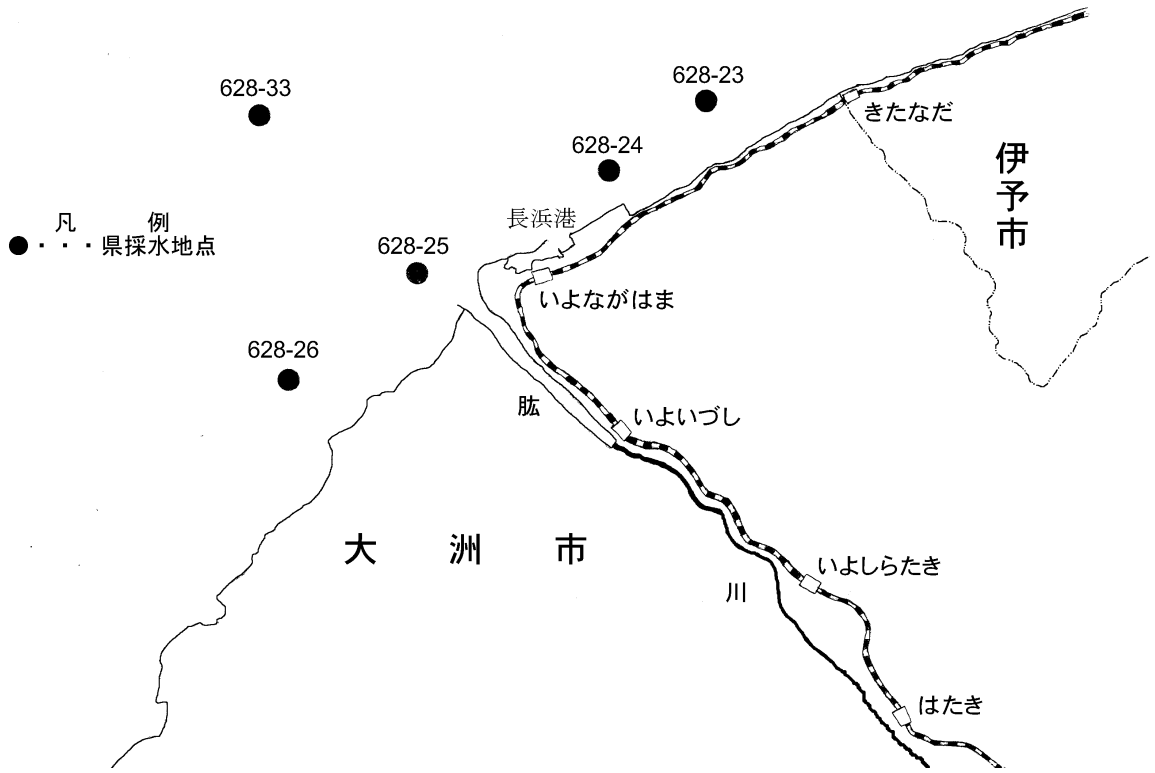 628-33
628-23
きたなだ
628-24
伊予市
凡 例
●・・・県採水地点
長浜港
628-25
いよながはま
628-26
肱
いよいづし
大 洲 市
いよしらたき
川
はたき